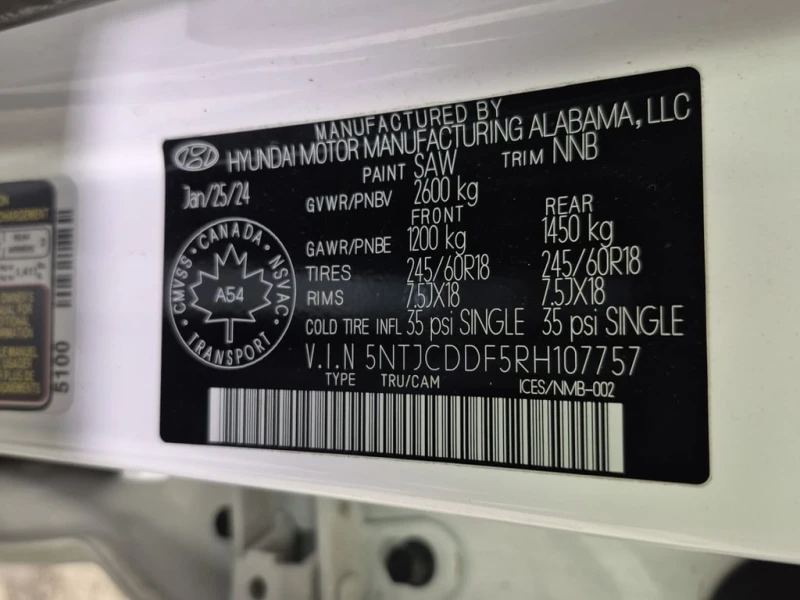 MANUFACTURED BY
HYUNDAI MOTOR MANUFACTURING ALABAMA, LLC
Jan/25/24
PAINT SAW TRIM NNB
GVWR/PNBV 2600 kg
FRONT REAR
GAWR/PNBE 1200 kg 1450 kg
TIRES 245/60R18 245/60R18
RIMS 7.5JX18 7.5JX18
COLD TIRE INFL 35 psi SINGLE 35 psi SINGLE
V.I.N 5NTJCDDF5RH107757
TYPE TRU/CAM ICES/NMB-002
CANADA
CMVSS NSVAC
A54
TRANSPORT
5100